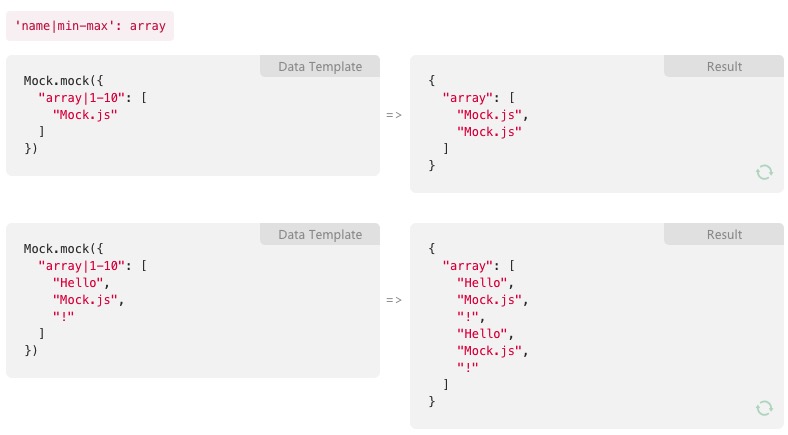 'name|min-max': array
Data Template
Mock.mock({
"array|1-10": [
"Mock.js"
]
})
=>
Result
{
"array": [
"Mock.js",
"Mock.js"
]
}
Data Template
Mock.mock({
"array|1-10": [
"Hello",
"Mock.js",
"!"
]
})
=>
Result
{
"array": [
"Hello",
"Mock.js",
"!",
"Hello",
"Mock.js",
"!"
]
}